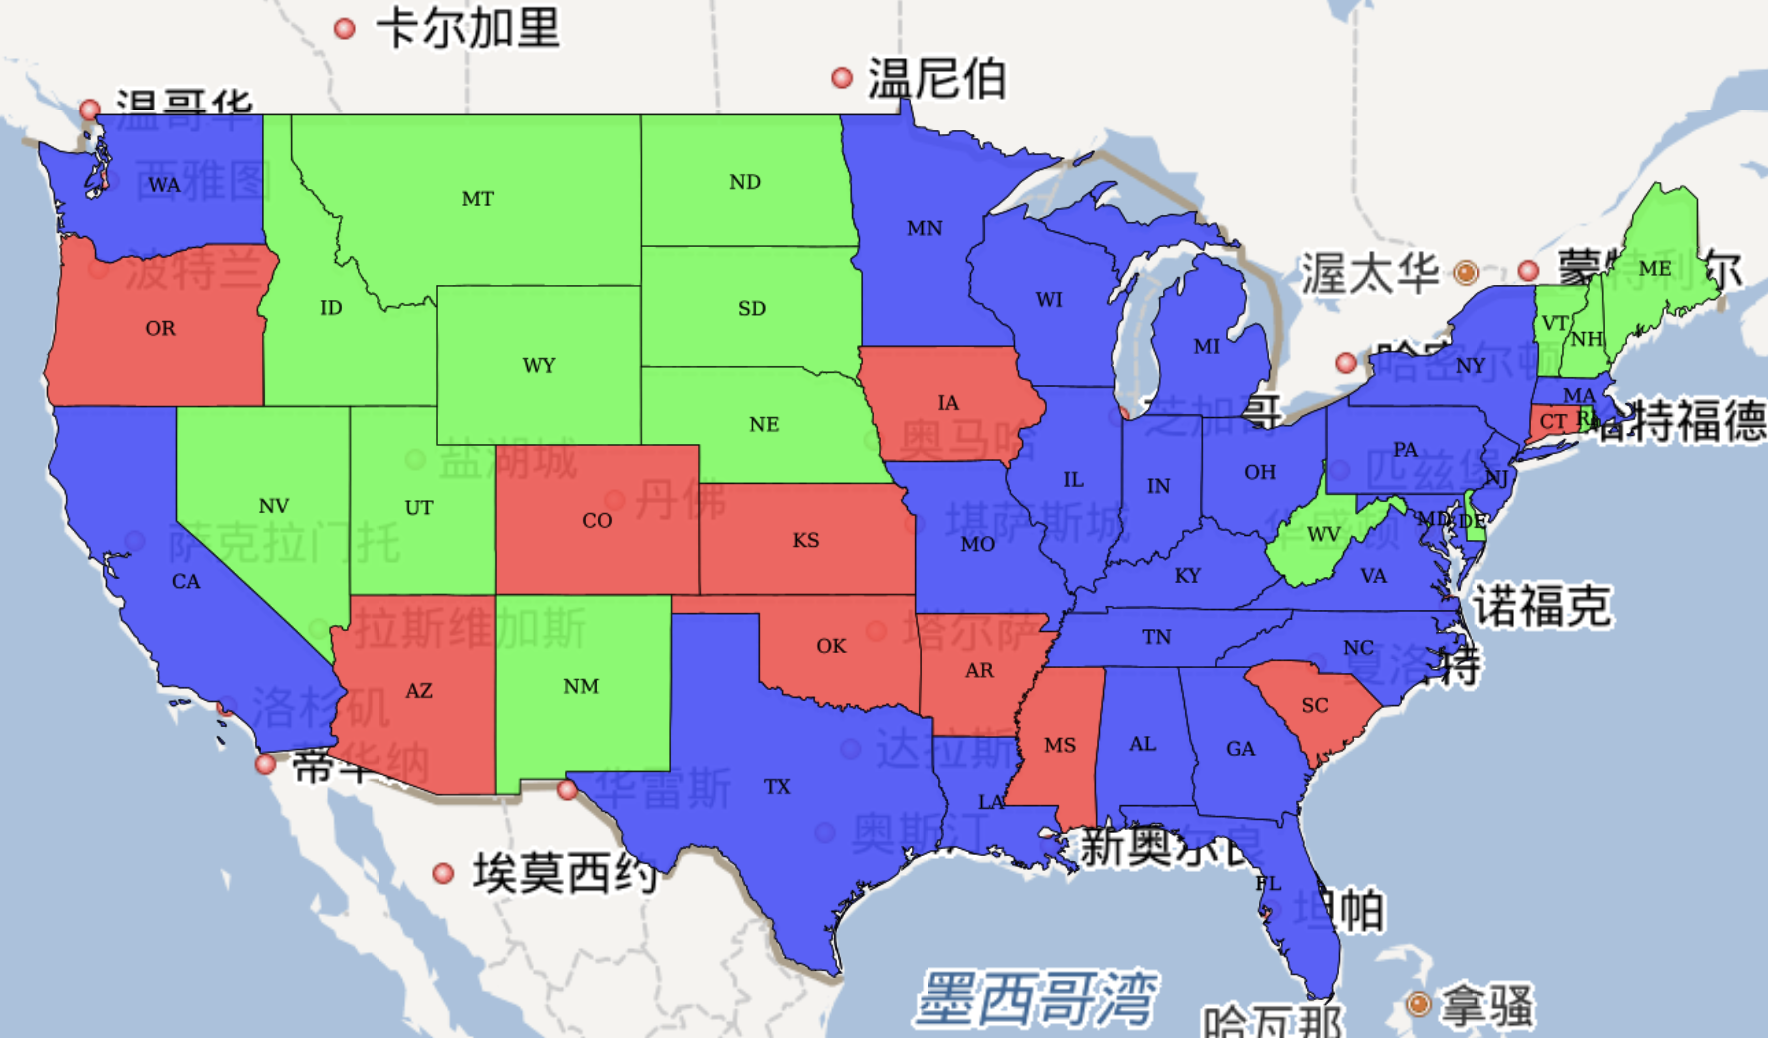 卡尔加里
温尼伯
温哥华
西雅图
WA
MT
ND
MN
波特兰
OR
ID
SD
WI
MI
渥太华
蒙特利尔
ME
VT
NH
NY
哈密尔顿
WY
IA
NE
MA
CT
RI
哈特福德
芝加哥
奥马哈
盐湖城
丹佛
PA
匹兹堡
NJ
OH
IL
IN
NV
UT
CO
KS
MO
堪萨斯城
萨克拉门托
MD
DE
WV
华盛顿
CA
KY
VA
诺福克
拉斯维加斯
OK
塔尔萨
TN
NC
夏洛特
AZ
NM
AR
SC
洛杉矶
蒂华纳
MS
AL
GA
达拉斯
华雷斯
TX
LA
奥斯汀
新奥尔良
埃莫西约
FL
坦帕
墨西哥湾
拿骚
哈瓦那